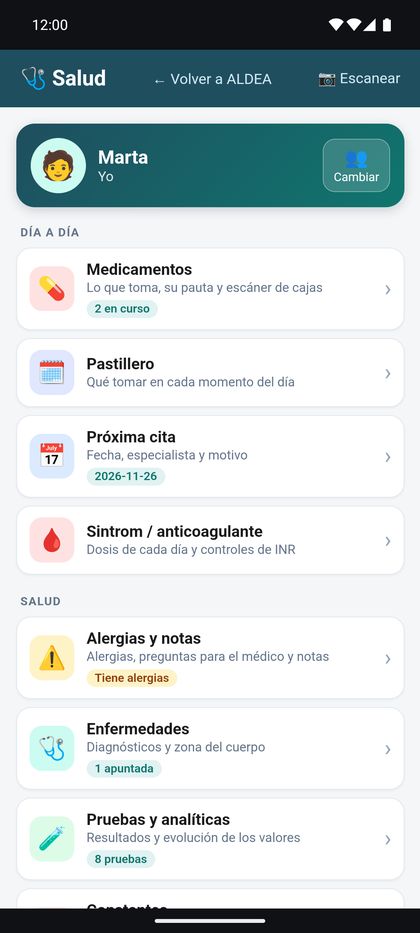 12:00
Salud
← Volver a ALDEA
Escanear
Marta
Yo
Cambiar
DÍA A DÍA
Medicamentos
Lo que toma, su pauta y escáner de cajas
2 en curso
Pastillero
Qué tomar en cada momento del día
Próxima cita
Fecha, especialista y motivo
2026-11-26
July
17
Sintrom / anticoagulante
Dosis de cada día y controles de INR
SALUD
Alergias y notas
Alergias, preguntas para el médico y notas
Tiene alergias
Enfermedades
Diagnósticos y zona del cuerpo
1 apuntada
Pruebas y analíticas
Resultados y evolución de los valores
8 pruebas